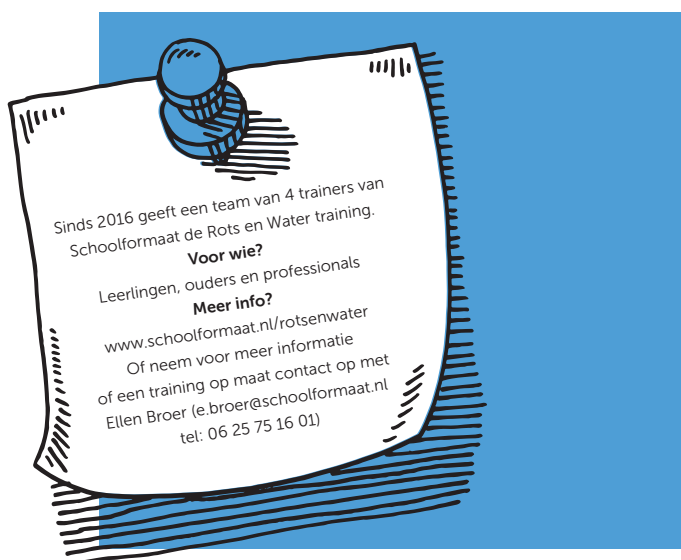 Sinds 2016 geeft een team van 4 trainers van
Schoolformaat de Rots en Water training.
Voor wie?
Leerlingen, ouders en professionals
Meer info?
www.schoolformaat.nl/rotsenwater
Of neem voor meer informatie
of een training op maat contact op met
Ellen Broer (e.broer@schoolformaat.nl
tel: 06 25 75 16 01)